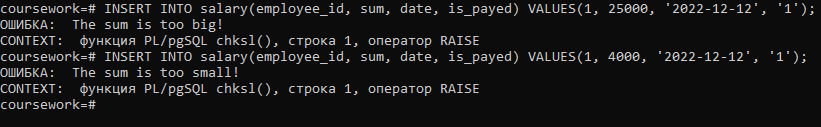 coursework=# INSERT INTO salary(employee_id, sum, date, is_payed) VALUES(1, 25000, '2022-12-12', '1');
ОШИБКА:  The sum is too big!
CONTEXT:  функция PL/pgSQL chksl(), строка 1, оператор RAISE
coursework=# INSERT INTO salary(employee_id, sum, date, is_payed) VALUES(1, 4000, '2022-12-12', '1');
ОШИБКА:  The sum is too small!
CONTEXT:  функция PL/pgSQL chksl(), строка 1, оператор RAISE
coursework=#